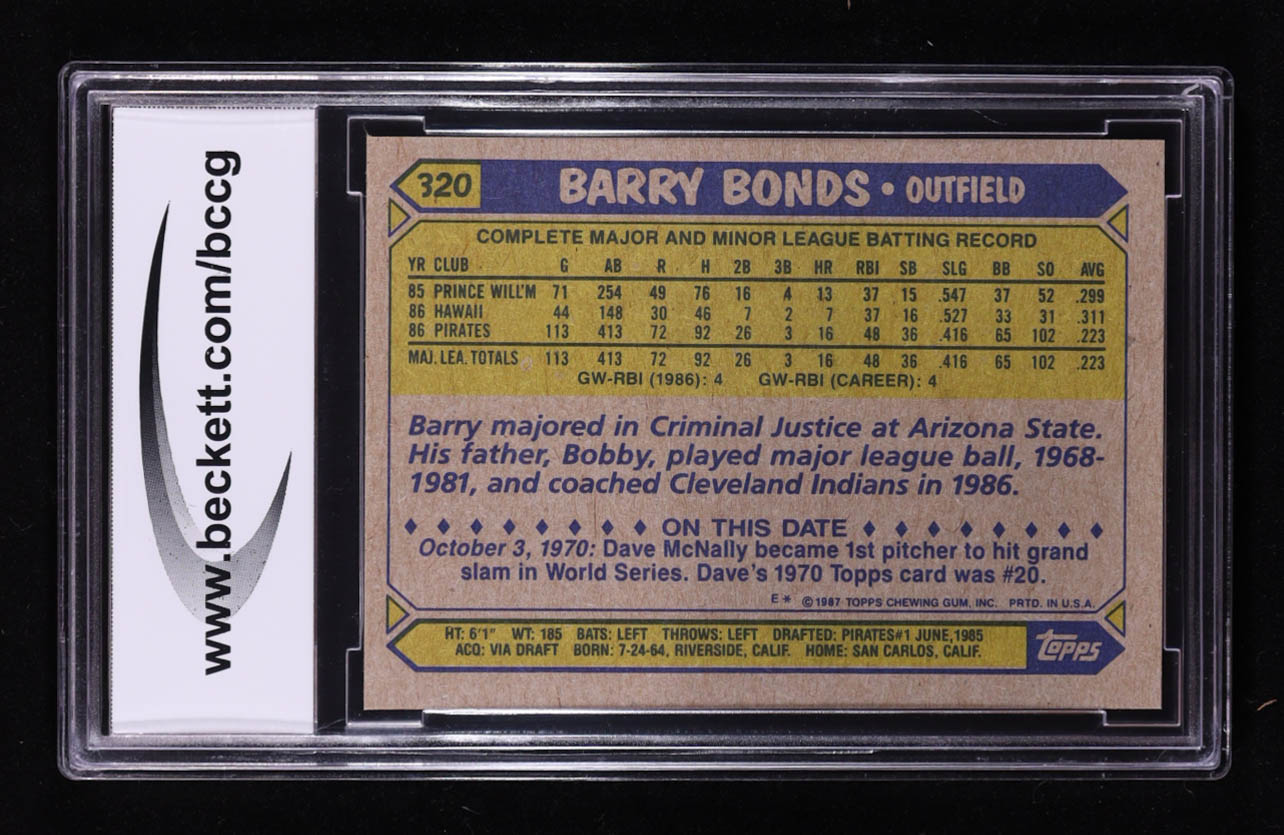 www.beckett.com/bccg
320 BARRY BONDS • OUTFIELD
COMPLETE MAJOR AND MINOR LEAGUE BATTING RECORD
YR CLUB G AB R H 2B 3B HR RBI SB SLG BB SO AVG
85 PRINCE WILL'M 71 254 49 76 16 4 13 37 15 .547 37 52 .299
86 HAWAII 44 148 30 46 7 2 7 37 16 .527 33 31 .311
86 PIRATES 113 413 72 92 26 3 16 48 36 .416 65 102 .223
MAJ. LEA. TOTALS 113 413 72 92 26 3 16 48 36 .416 65 102 .223
GW-RBI (1986): 4 GW-RBI (CAREER): 4
Barry majored in Criminal Justice at Arizona State.
His father, Bobby, played major league ball, 1968-
1981, and coached Cleveland Indians in 1986.
♦ ♦ ♦ ♦ ♦ ♦ ♦ ♦ ON THIS DATE ♦ ♦ ♦ ♦ ♦ ♦ ♦ ♦
October 3, 1970: Dave McNally became 1st pitcher to hit grand
slam in World Series. Dave's 1970 Topps card was #20.
E* ©1987 TOPPS CHEWING GUM, INC. PRTD. IN U.S.A.
HT: 6'1" WT: 185 BATS: LEFT THROWS: LEFT DRAFTED: PIRATES#1 JUNE,1985
ACQ: VIA DRAFT BORN: 7-24-64, RIVERSIDE, CALIF. HOME: SAN CARLOS, CALIF.
TOPPS